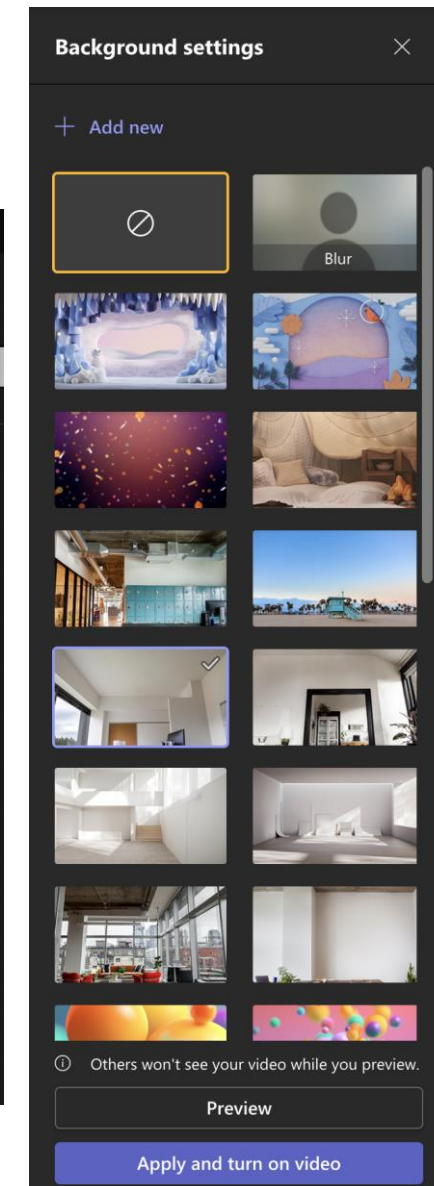 Background settings
Add new
Blur
Others won't see your video while you preview.
Preview
Apply and turn on video